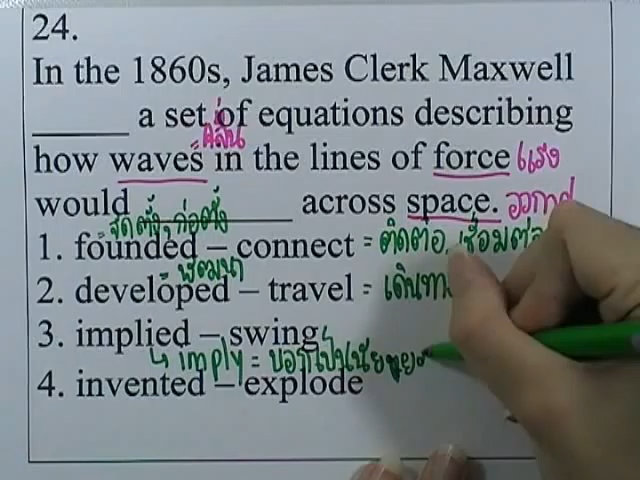 24.
In the 1860s, James Clerk Maxwell
______ a set of equations describing
คลื่น
how waves in the lines of force แรง
would __________ across space. อวกาศ
จัดตั้ง, ก่อตั้ง
1. founded – connect = ติดต่อ, เชื่อมต่อ
พัฒนา
2. developed – travel = เดินทาง
3. implied – swing
↳ imply = บอกเป็นนัย
4. invented – explode